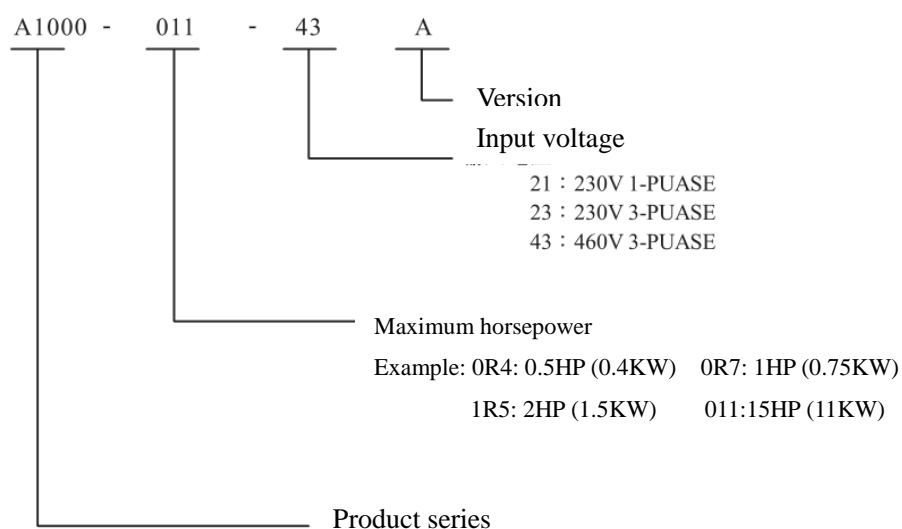 A1000 - 011 - 43 A
Version
Input voltage
21：230V 1-PUASE
23：230V 3-PUASE
43：460V 3-PUASE
Maximum horsepower
Example: 0R4: 0.5HP (0.4KW) 0R7: 1HP (0.75KW)
1R5: 2HP (1.5KW) 011:15HP (11KW)
Product series